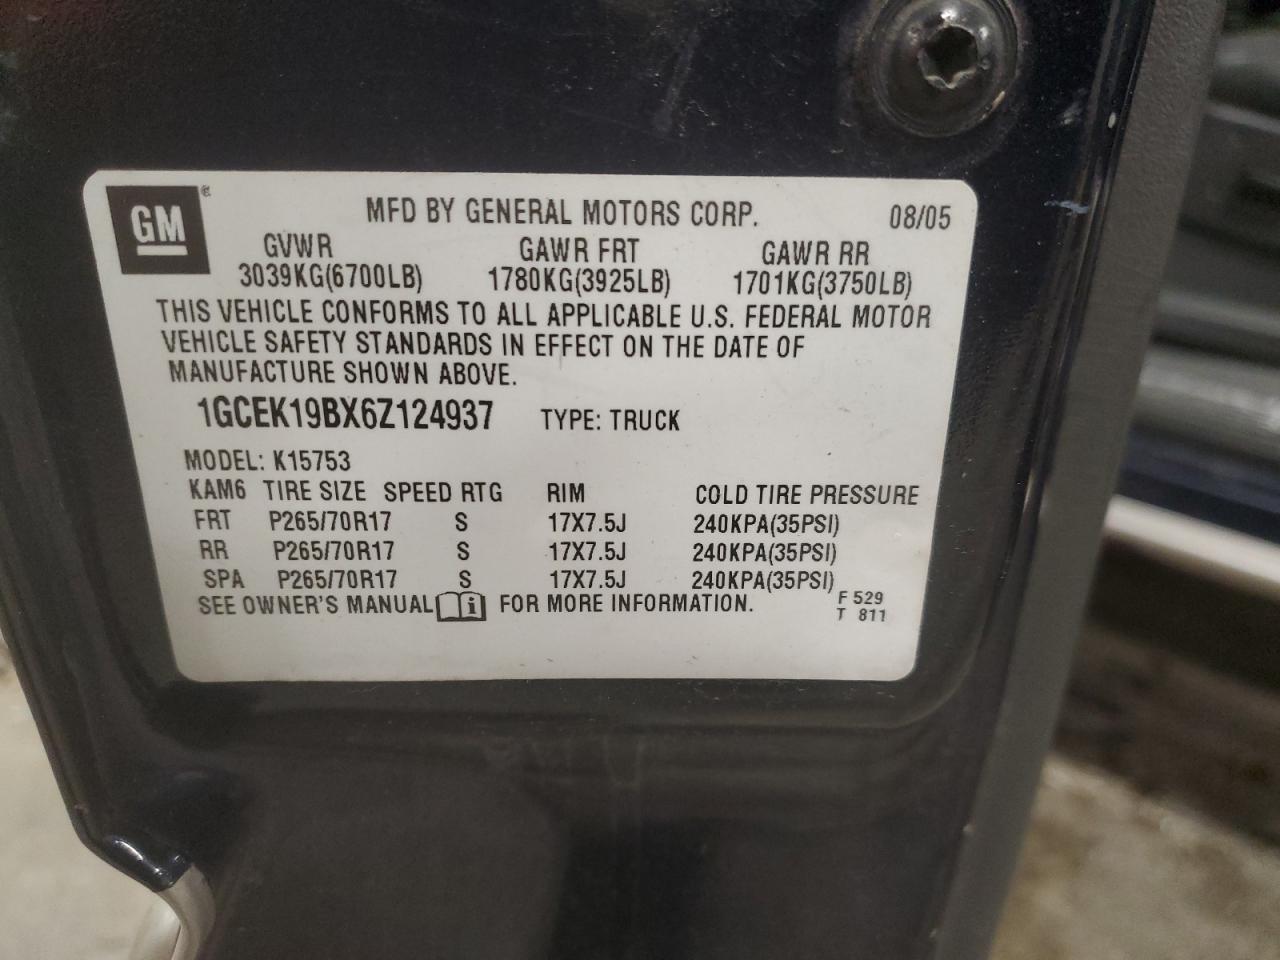 GM®
MFD BY GENERAL MOTORS CORP. 08/05
GVWR GAWR FRT GAWR RR
3039KG(6700LB) 1780KG(3925LB) 1701KG(3750LB)
THIS VEHICLE CONFORMS TO ALL APPLICABLE U.S. FEDERAL MOTOR
VEHICLE SAFETY STANDARDS IN EFFECT ON THE DATE OF
MANUFACTURE SHOWN ABOVE.
1GCEK19BX6Z124937 TYPE: TRUCK
MODEL: K15753
KAM6 TIRE SIZE SPEED RTG RIM COLD TIRE PRESSURE
FRT P265/70R17 S 17X7.5J 240KPA(35PSI)
RR P265/70R17 S 17X7.5J 240KPA(35PSI)
SPA P265/70R17 S 17X7.5J 240KPA(35PSI)
SEE OWNER'S MANUAL i FOR MORE INFORMATION.
F 529
T 811